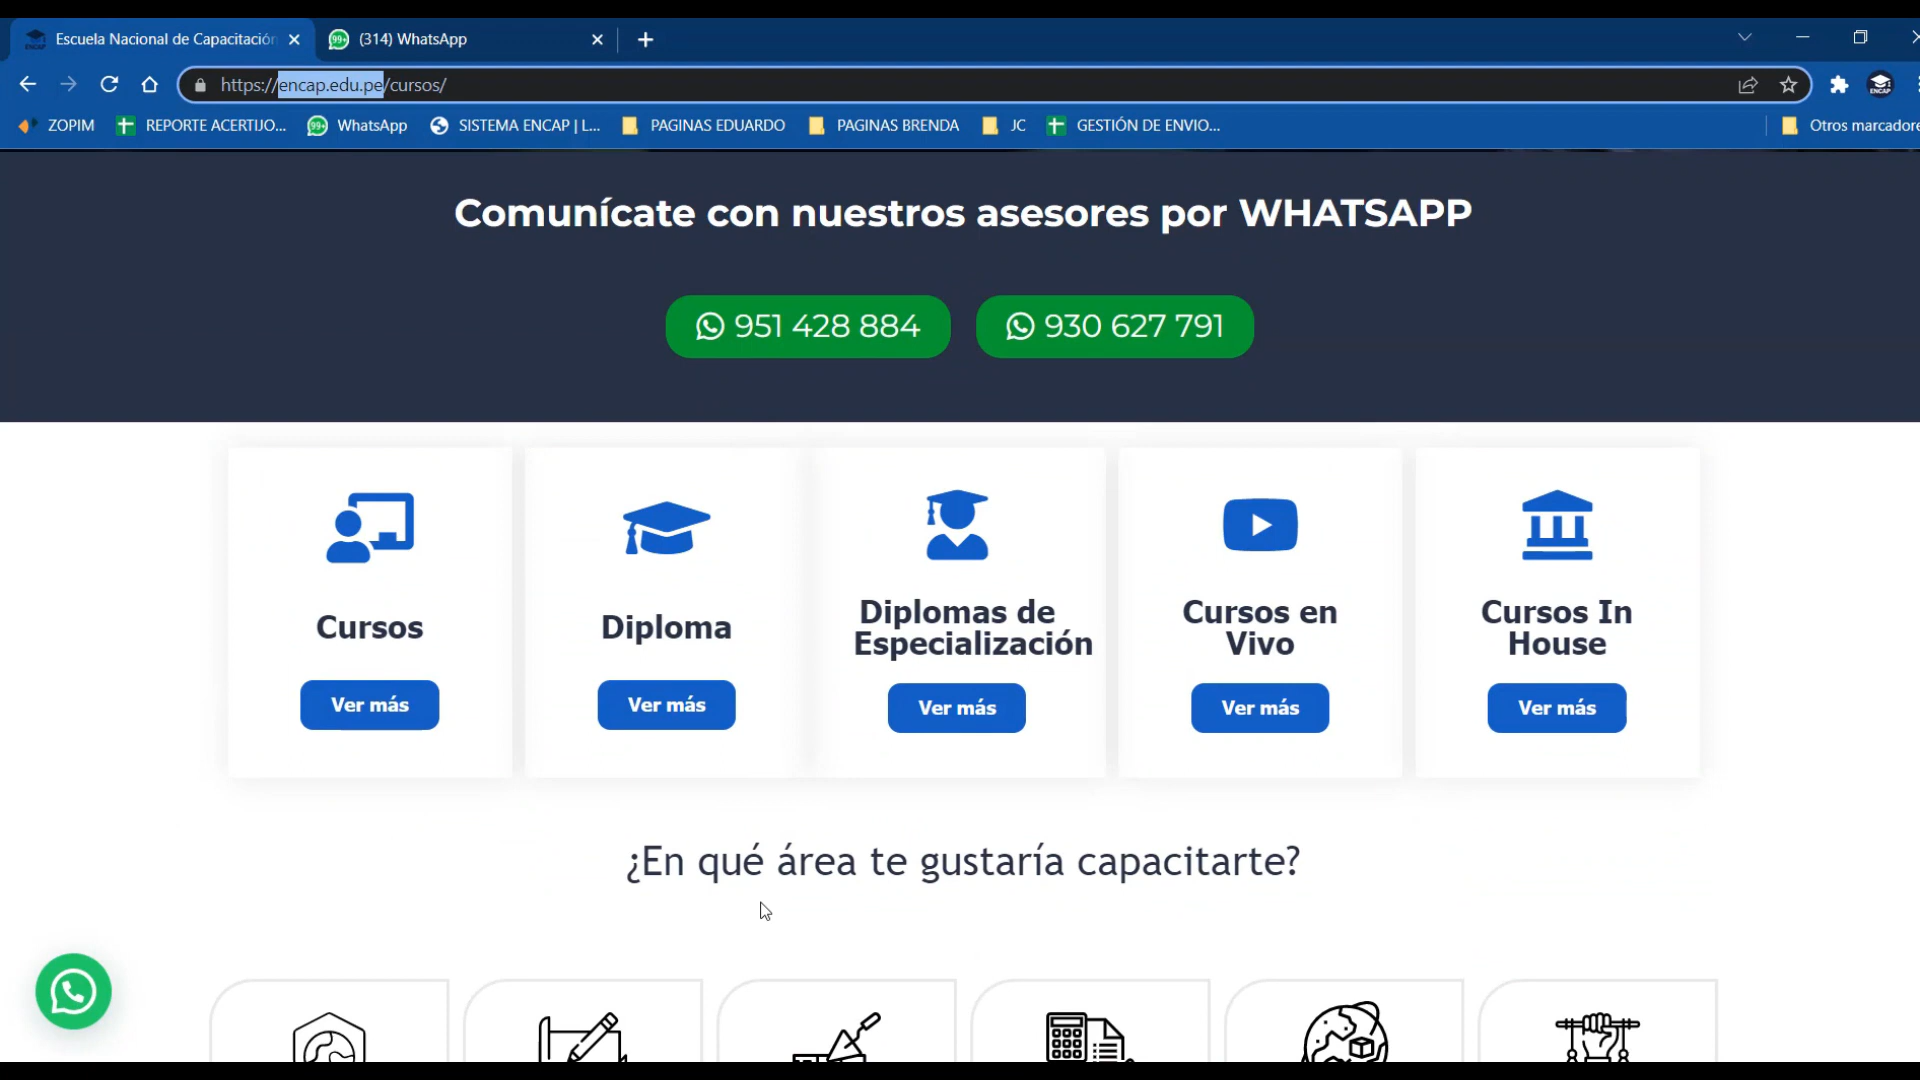 Escuela Nacional de Capacitación
(314) WhatsApp
https://encap.edu.pe/cursos/
ZOPIM
REPORTE ACERTIJO...
WhatsApp
SISTEMA ENCAP | L...
PAGINAS EDUARDO
PAGINAS BRENDA
JC
GESTIÓN DE ENVIO...
Otros marcadore
Comunícate con nuestros asesores por WHATSAPP
951 428 884
930 627 791
Cursos
Ver más
Diploma
Ver más
Diplomas de
Especialización
Ver más
Cursos en
Vivo
Ver más
Cursos In
House
Ver más
¿En qué área te gustaría capacitarte?